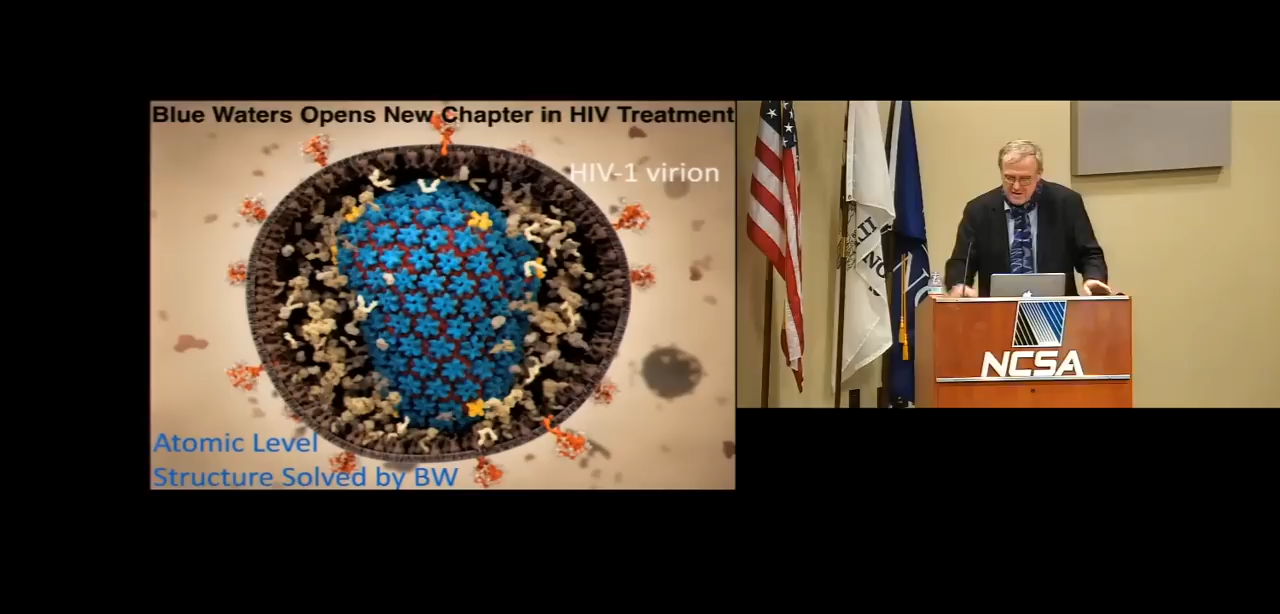 Blue Waters Opens New Chapter in HIV Treatment
HIV-1 virion
Atomic Level
Structure Solved by BW
NCSA